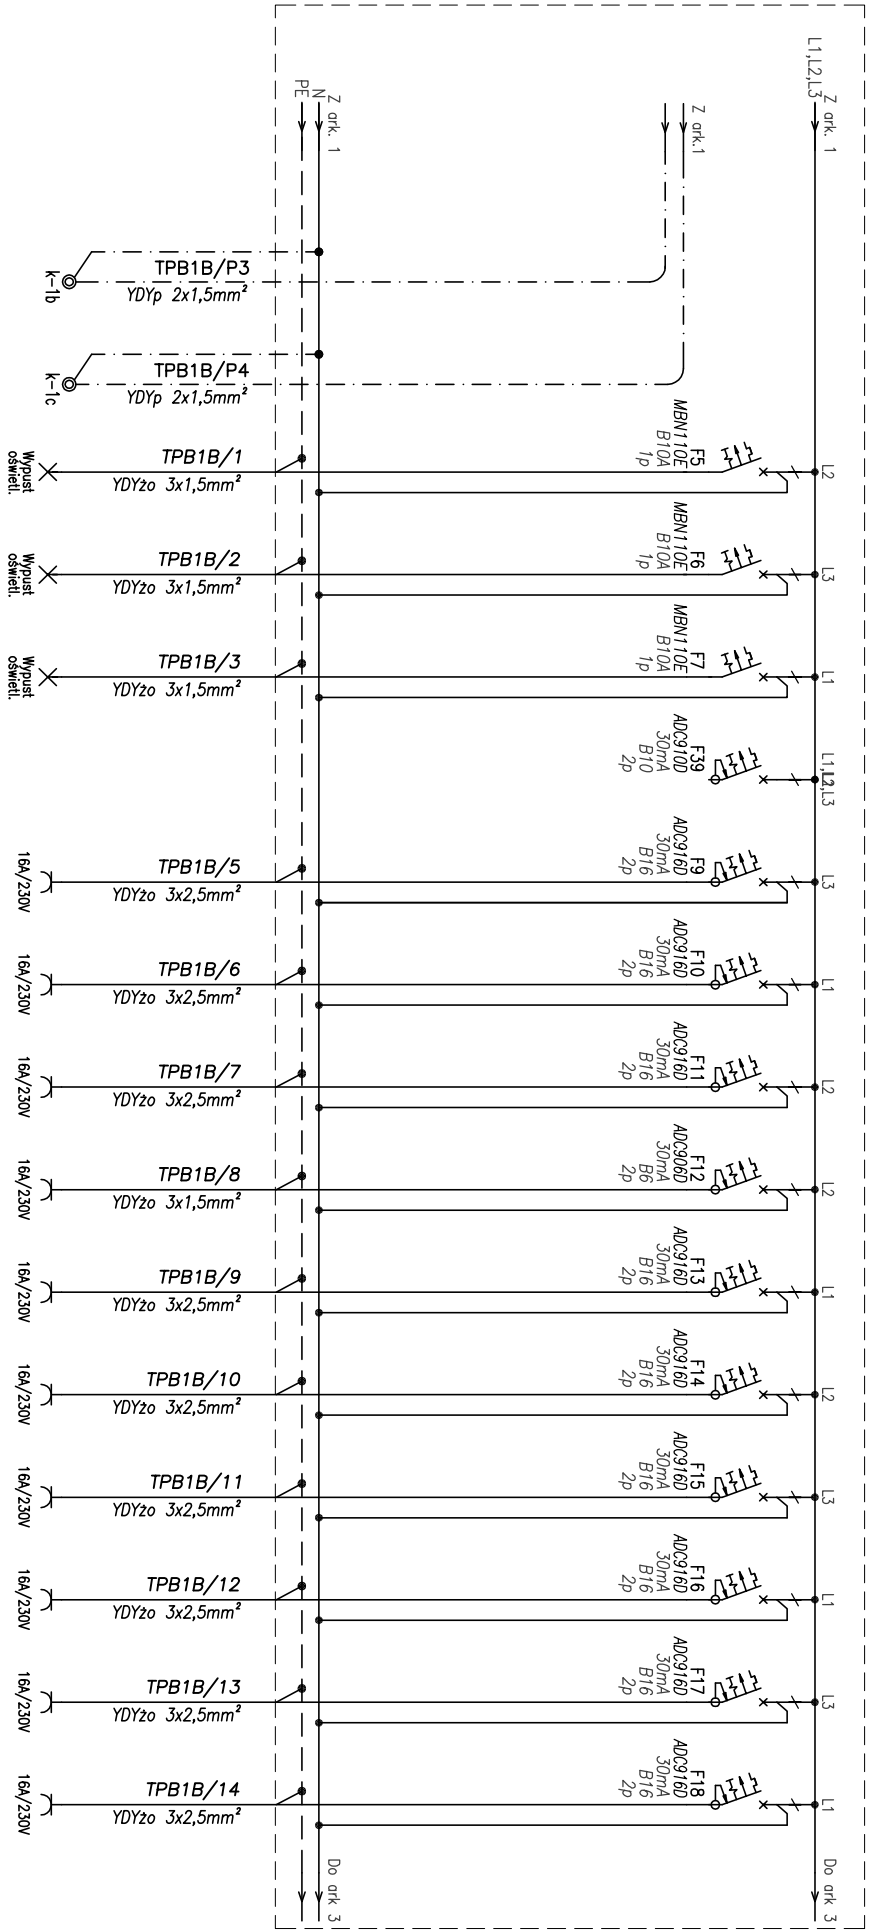 L1,L2,L3
Z ark. 1
Z ark.1
Z ark. 1
N
PE
TPB1B/P3
YDYp 2x1,5mm²
k-1b
TPB1B/P4
YDYp 2x1,5mm²
k-1c
L2
F5
MBN110E
B10A
1p
TPB1B/1
YDYżo 3x1,5mm²
Wypust
oświetl.
L3
F6
MBN110E
B10A
1p
TPB1B/2
YDYżo 3x1,5mm²
Wypust
oświetl.
L1
F7
MBN110E
B10A
1p
TPB1B/3
YDYżo 3x1,5mm²
Wypust
oświetl.
L1,L2,L3
F39
ADC910D
30mA
B10
2p
L3
F9
ADC916D
30mA
B16
2p
TPB1B/5
YDYżo 3x2,5mm²
16A/230V
L1
F10
ADC916D
30mA
B16
2p
TPB1B/6
YDYżo 3x2,5mm²
16A/230V
L2
F11
ADC916D
30mA
B16
2p
TPB1B/7
YDYżo 3x2,5mm²
16A/230V
L2
F12
ADC906D
30mA
B6
2p
TPB1B/8
YDYżo 3x1,5mm²
16A/230V
L1
F13
ADC916D
30mA
B16
2p
TPB1B/9
YDYżo 3x2,5mm²
16A/230V
L2
F14
ADC916D
30mA
B16
2p
TPB1B/10
YDYżo 3x2,5mm²
16A/230V
L3
F15
ADC916D
30mA
B16
2p
TPB1B/11
YDYżo 3x2,5mm²
16A/230V
L1
F16
ADC916D
30mA
B16
2p
TPB1B/12
YDYżo 3x2,5mm²
16A/230V
L3
F17
ADC916D
30mA
B16
2p
TPB1B/13
YDYżo 3x2,5mm²
16A/230V
L1
F18
ADC916D
30mA
B16
2p
TPB1B/14
YDYżo 3x2,5mm²
16A/230V
Do ark 3
Do ark 3